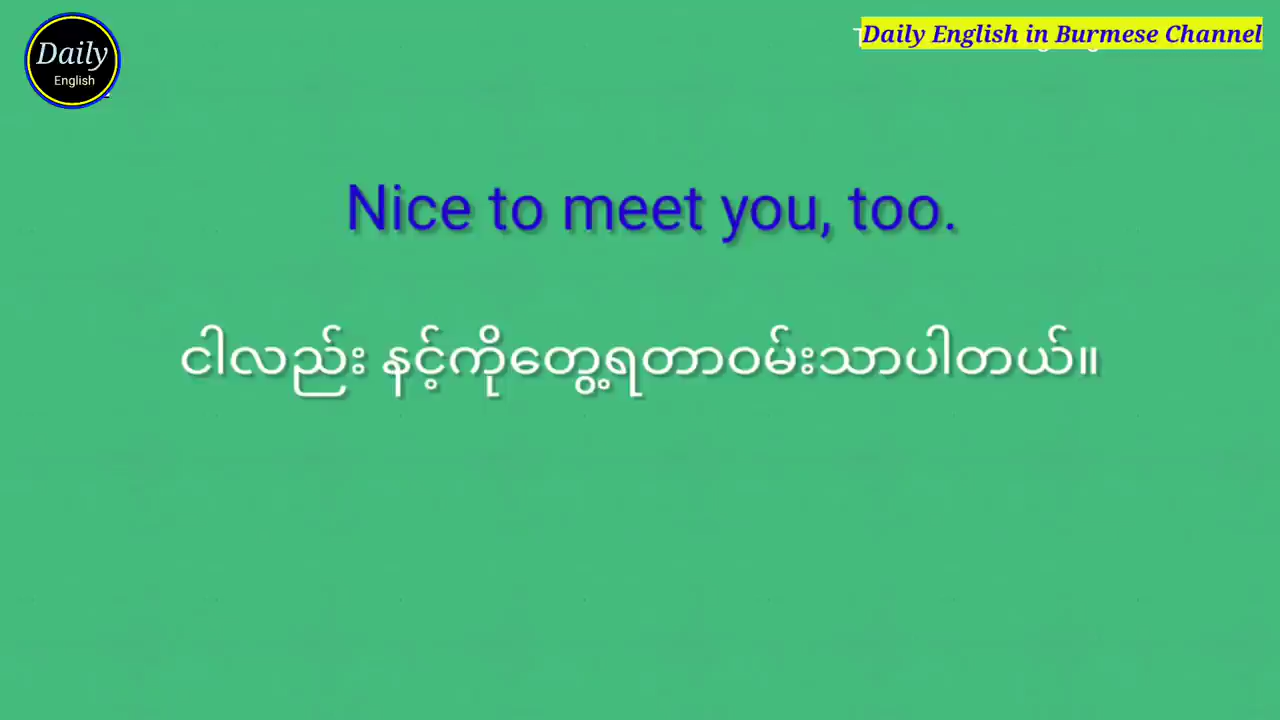 Daily
English
Daily English in Burmese Channel
Nice to meet you, too.
ငါလည်း နင့်ကိုတွေ့ရတာဝမ်းသာပါတယ်။